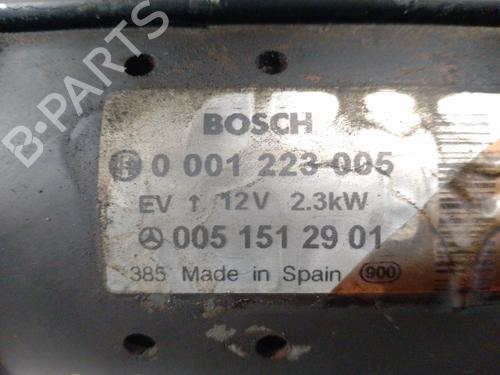 B-PARTS
BOSCH
0 001 223 005
EV ↑ 12V 2.3kW
005 151 29 01
385 Made in Spain 900